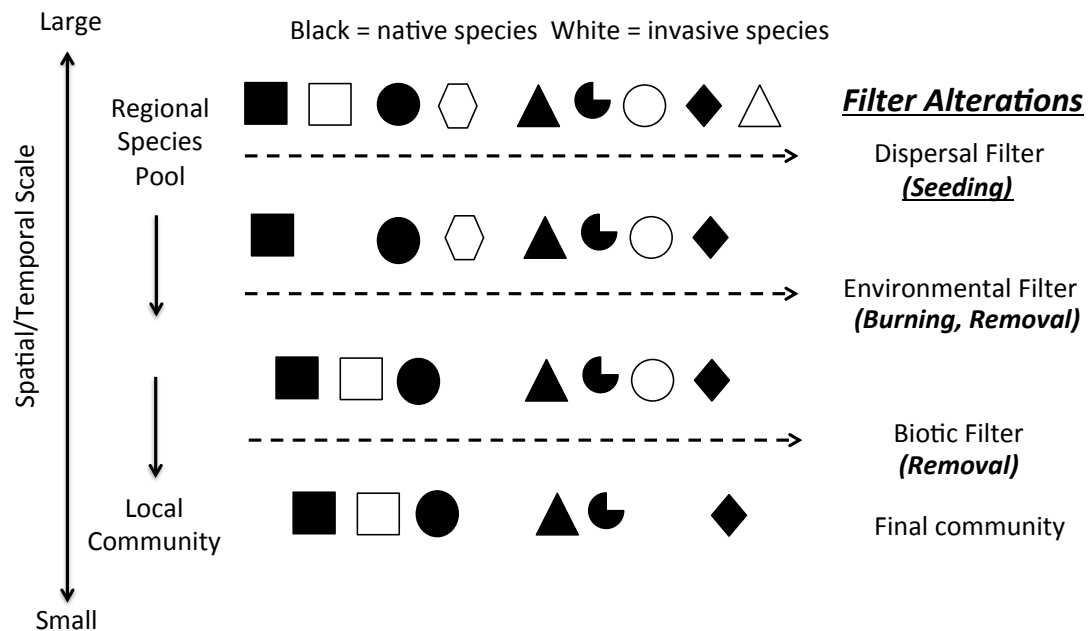 Large
Black = native species  White = invasive species
Regional
Species
Pool
Filter Alterations
Dispersal Filter
(Seeding)
Spatial/Temporal Scale
Environmental Filter
(Burning, Removal)
Biotic Filter
(Removal)
Local
Community
Final community
Small